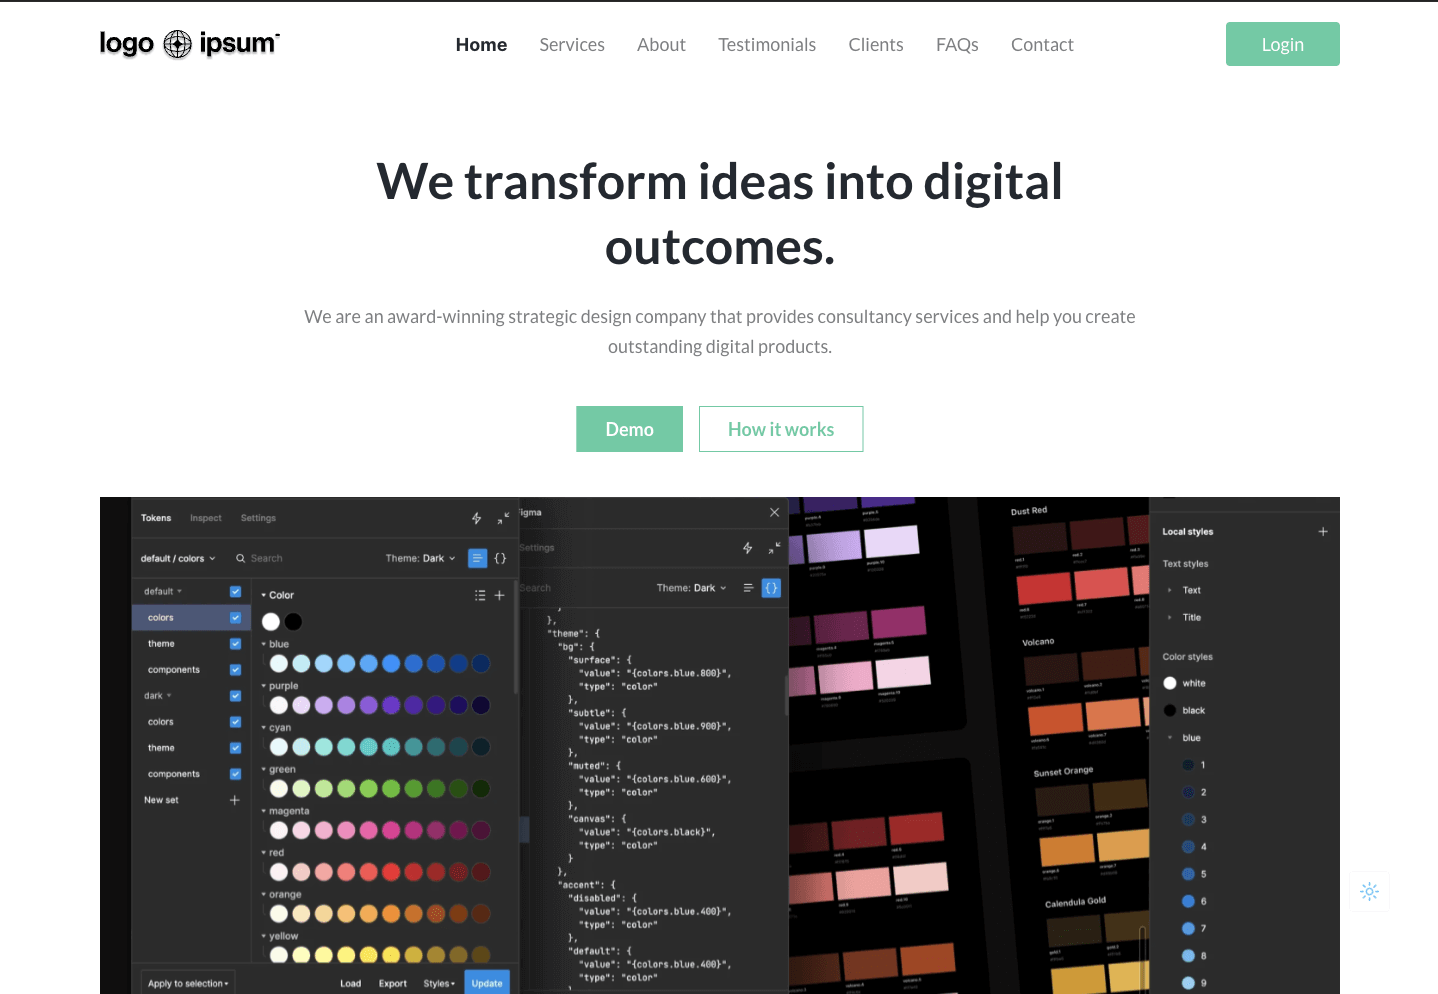 logo ipsum
Home Services About Testimonials Clients FAQs Contact
Login
We transform ideas into digital
outcomes.
We are an award-winning strategic design company that provides consultancy services and help you create
outstanding digital products.
Demo
How it works
Tokens Inspect Settings
default / colors Search Theme: Dark {}
default
colors
theme
components
dark
colors
theme
components
New set
Color
blue
purple
cyan
green
magenta
red
orange
yellow
Apply to selection Load Export Styles Update
igma
Settings
Search Theme: Dark {}
},
"theme": {
"bg": {
"surface": {
"value": "{colors.blue.800}",
"type": "color"
},
"subtle": {
"value": "{colors.blue.900}",
"type": "color"
},
"muted": {
"value": "{colors.blue.600}",
"type": "color"
},
"canvas": {
"value": "{colors.black}",
"type": "color"
}
},
"accent": {
"disabled": {
"value": "{colors.blue.400}",
"type": "color"
},
"default": {
"value": "{colors.blue.400}",
"type": "color"
Dust Red
Volcano
Sunset Orange
Calendula Gold
Local styles
Text styles
Text
Title
Color styles
white
black
blue
1
2
3
4
5
6
7
8
9